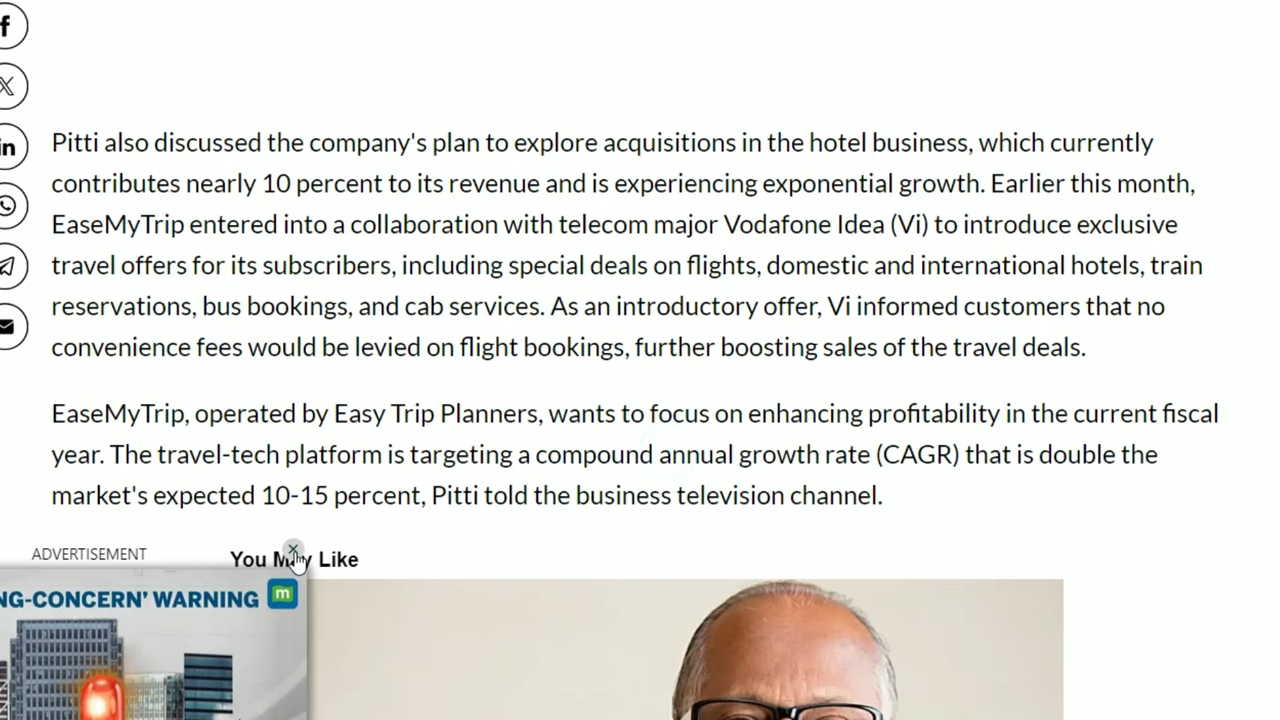 Pitti also discussed the company's plan to explore acquisitions in the hotel business, which currently
contributes nearly 10 percent to its revenue and is experiencing exponential growth. Earlier this month,
EaseMyTrip entered into a collaboration with telecom major Vodafone Idea (Vi) to introduce exclusive
travel offers for its subscribers, including special deals on flights, domestic and international hotels, train
reservations, bus bookings, and cab services. As an introductory offer, Vi informed customers that no
convenience fees would be levied on flight bookings, further boosting sales of the travel deals.
EaseMyTrip, operated by Easy Trip Planners, wants to focus on enhancing profitability in the current fiscal
year. The travel-tech platform is targeting a compound annual growth rate (CAGR) that is double the
market's expected 10-15 percent, Pitti told the business television channel.
ADVERTISEMENT
You May Like
NG-CONCERN' WARNING
m